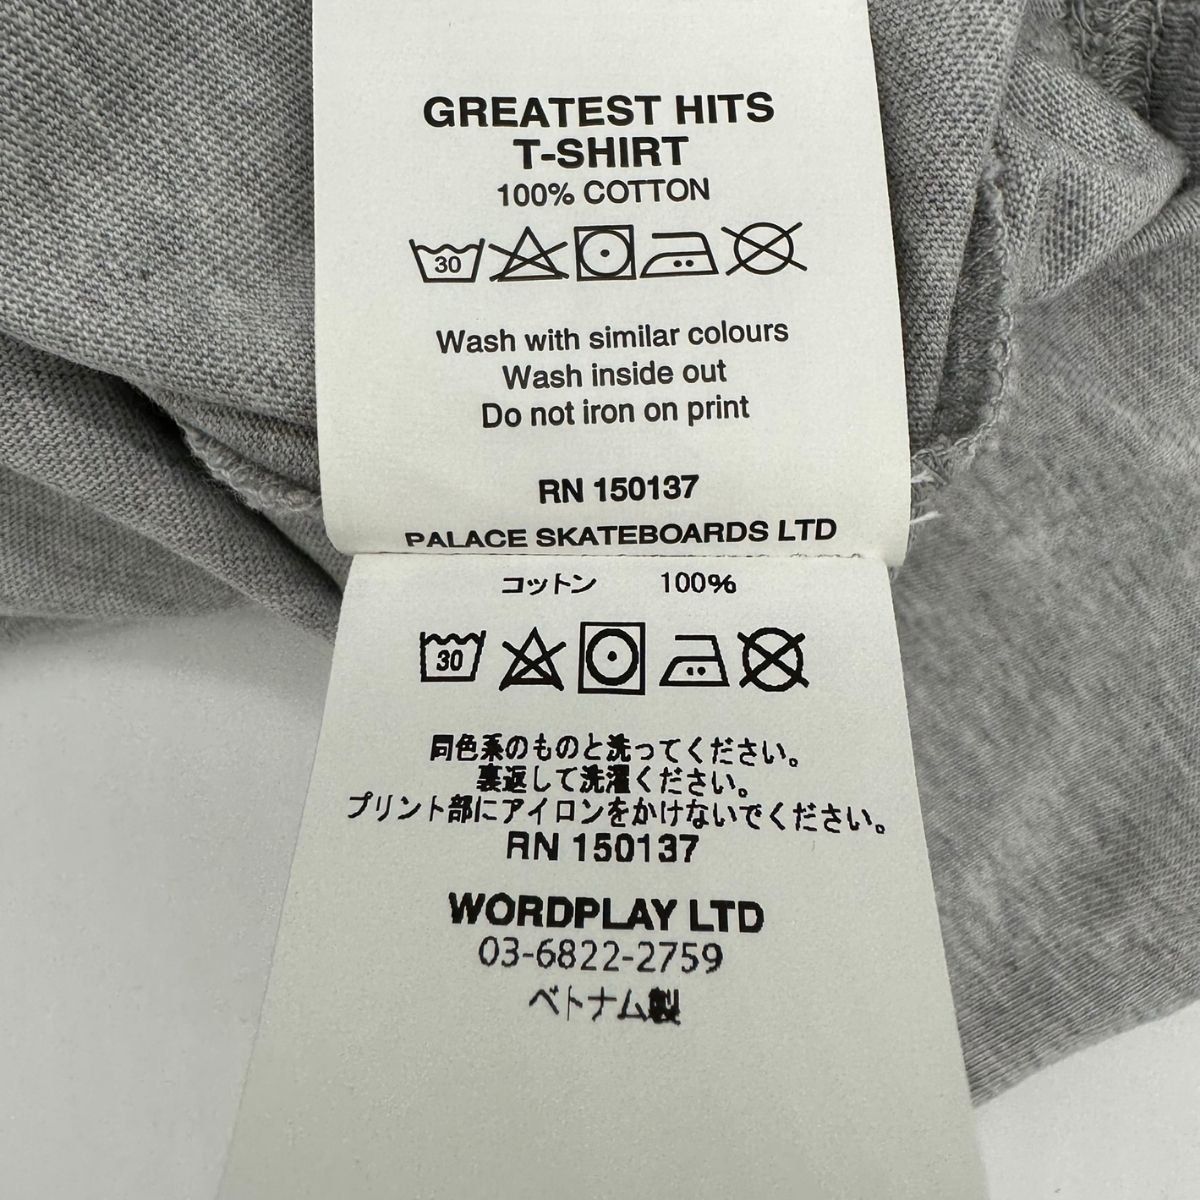 GREATEST HITS
T-SHIRT
100% COTTON
30
Wash with similar colours
Wash inside out
Do not iron on print
RN 150137
PALACE SKATEBOARDS LTD
コットン 100%
30
同色系のものと洗ってください。
裏返して洗濯ください。
プリント部にアイロンをかけないでください。
RN 150137
WORDPLAY LTD
03-6822-2759
ベトナム製